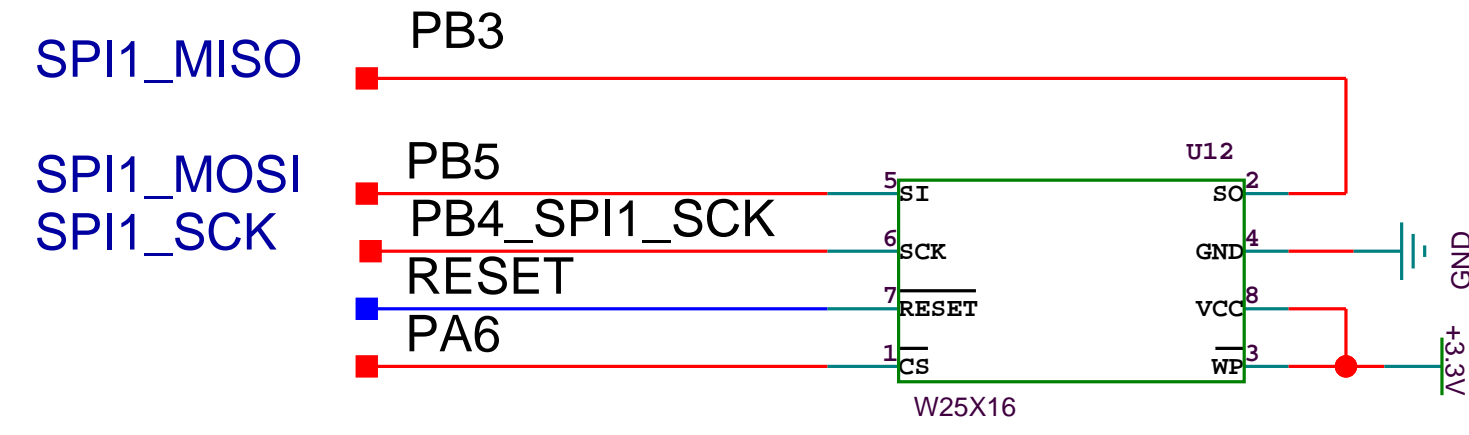 PB3
SPI1_MISO
PB5
U12
SPI1_MOSI
5
SI
SO
2
PB4_SPI1_SCK
SPI1_SCK
6
SCK
GND
4
GND
RESET
7
RESET
VCC
8
PA6
1
CS
WP
3
+3.3V
W25X16